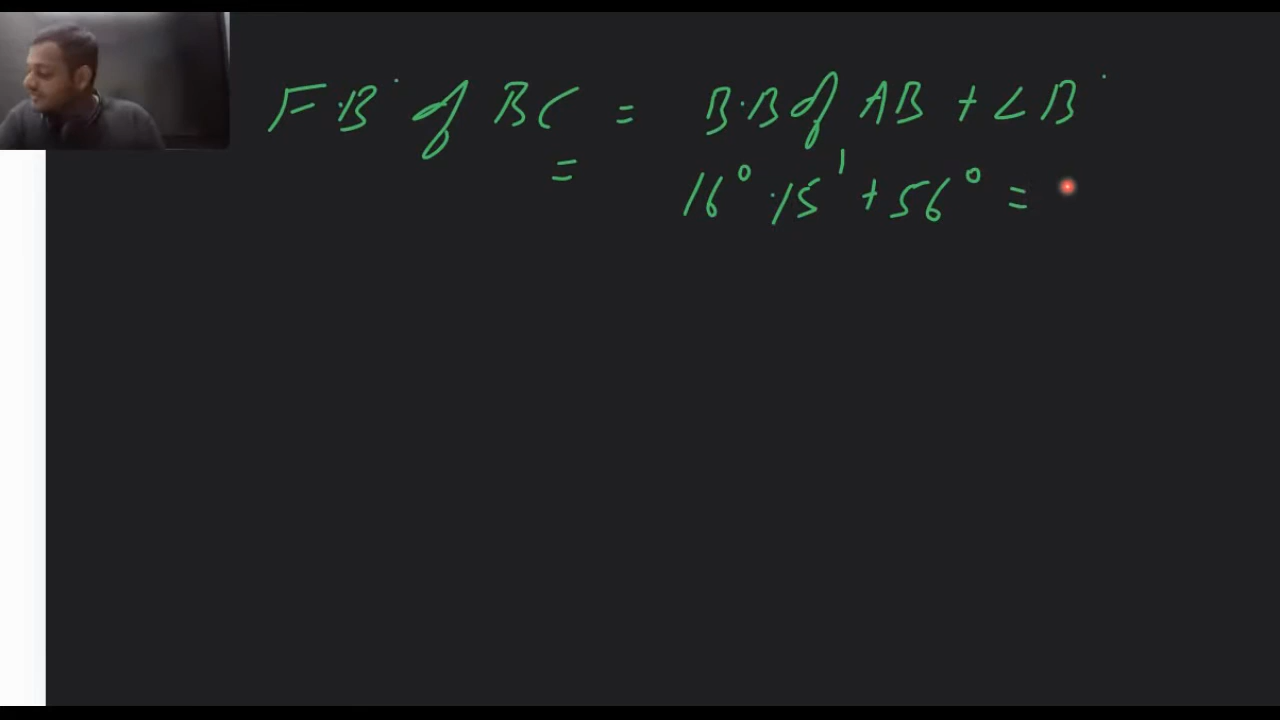 F.B of BC = B.B of AB + ∠B
= 16° 15' + 56° =